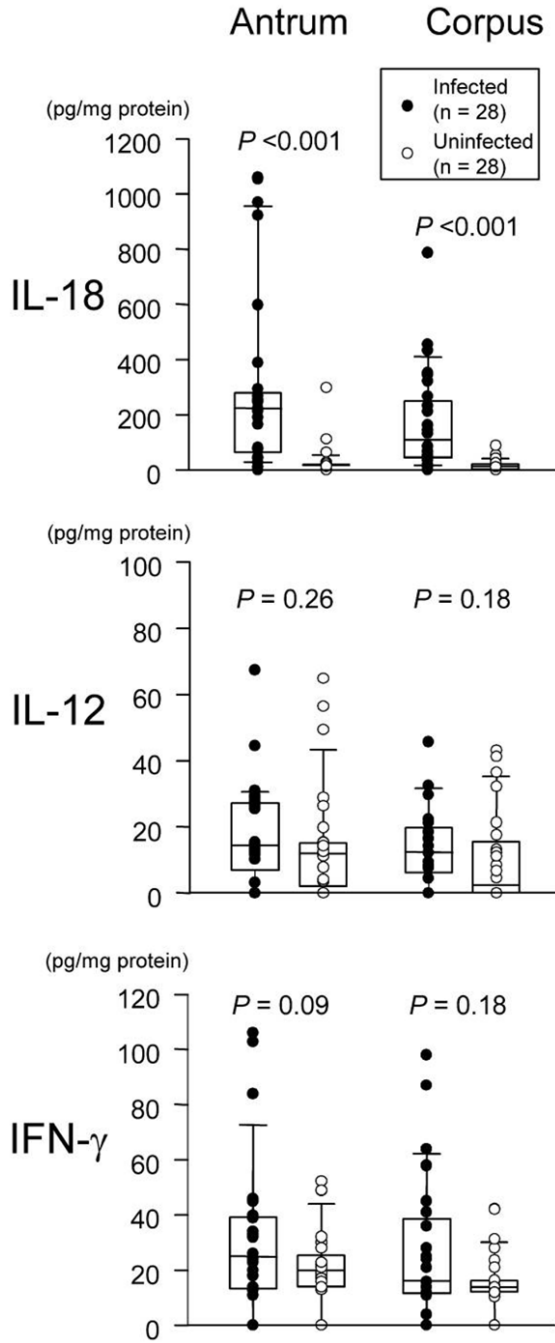 Antrum Corpus
Infected
(n = 28)
Uninfected
(n = 28)
(pg/mg protein)
1200
1000
800
600
400
200
0
IL-18
P <0.001
P <0.001
(pg/mg protein)
100
80
60
40
20
0
IL-12
P = 0.26
P = 0.18
(pg/mg protein)
120
100
80
60
40
20
0
IFN-γ
P = 0.09
P = 0.18